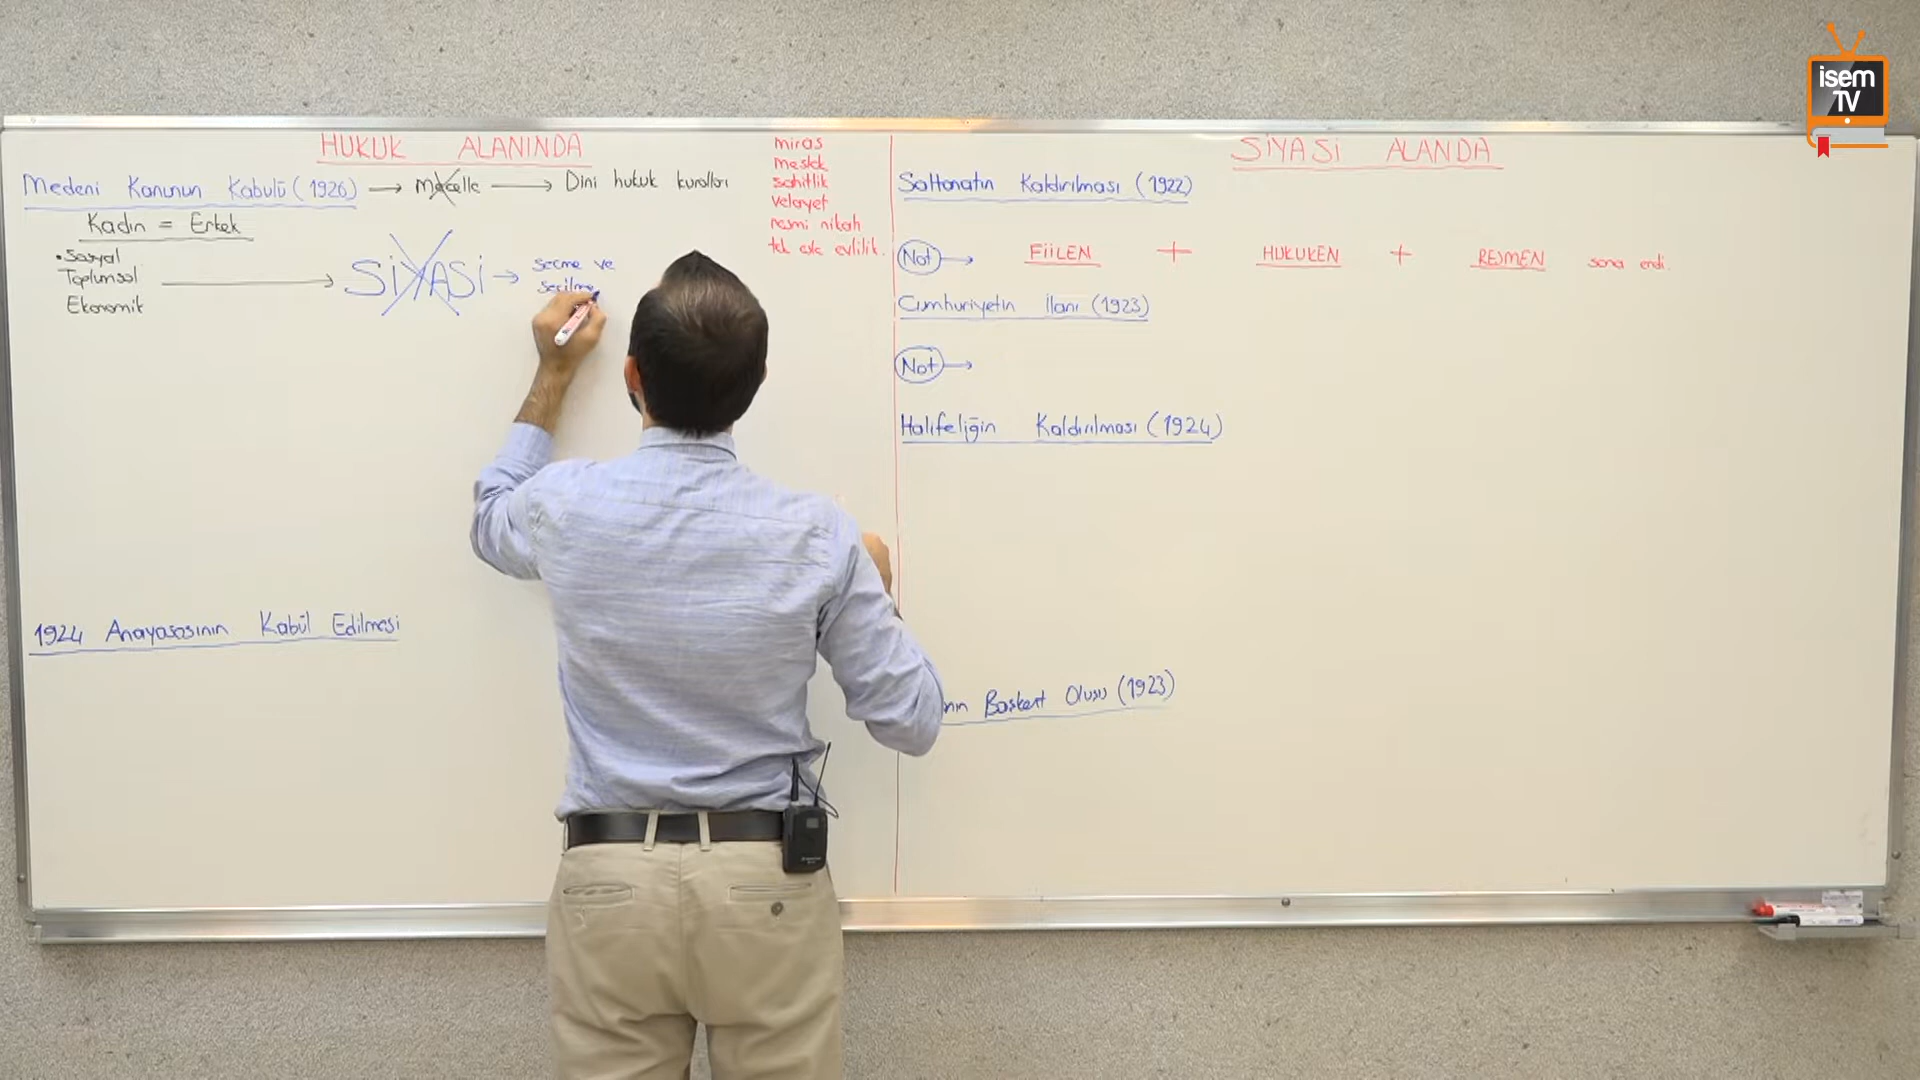 isem
TV
HUKUK ALANINDA
Medeni Kanunun Kabulü (1926) → Mecelle → Dini hukuk kuralları
Kadın = Erkek
• Sosyal
Toplumsal
Ekonomik
SİYASİ → seçme ve
seçilme
miras
meslek
şahitlik
velayet
resmi nikah
tek eşle evlilik.
1924 Anayasasının Kabül Edilmesi
SİYASİ ALANDA
Saltanatın Kaldırılması (1922)
Not → FİİLEN + HUKUKEN + RESMEN sona erdi.
Cumhuriyetin İlanı (1923)
Not →
Halifeliğin Kaldırılması (1924)
nın Başkent Oluşu (1923)